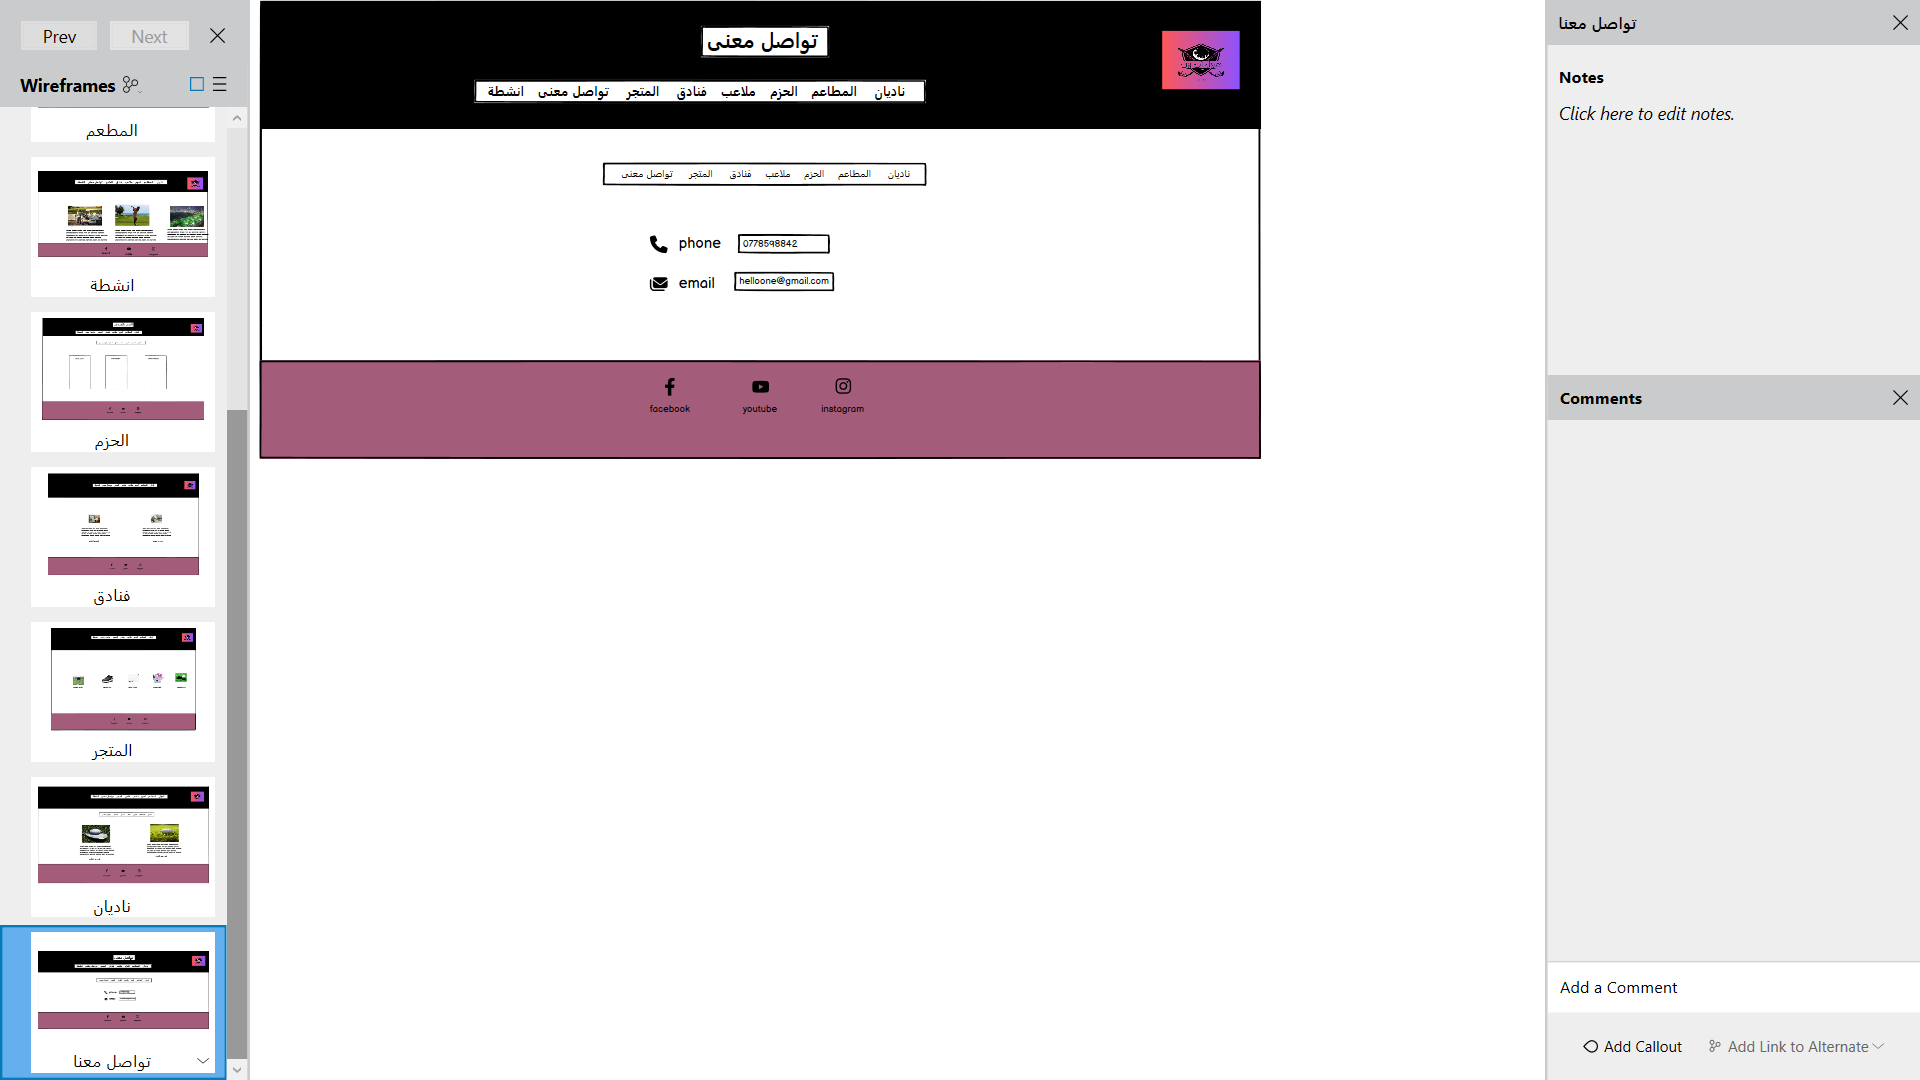 Prev Next
Wireframes
المطعم
انشطة
الحزم
فنادق
المتجر
ناديان
تواصل معنا
تواصل معنى
ناديان المطاعم الحزم ملاعب فنادق المتجر تواصل معنى انشطة
ناديان المطاعم الحزم ملاعب فنادق المتجر تواصل معنى
phone 0778598842
email helloone@gmail.com
facebook youtube instagram
تواصل معنا
Notes
Click here to edit notes.
Comments
Add a Comment
Add Callout Add Link to Alternate